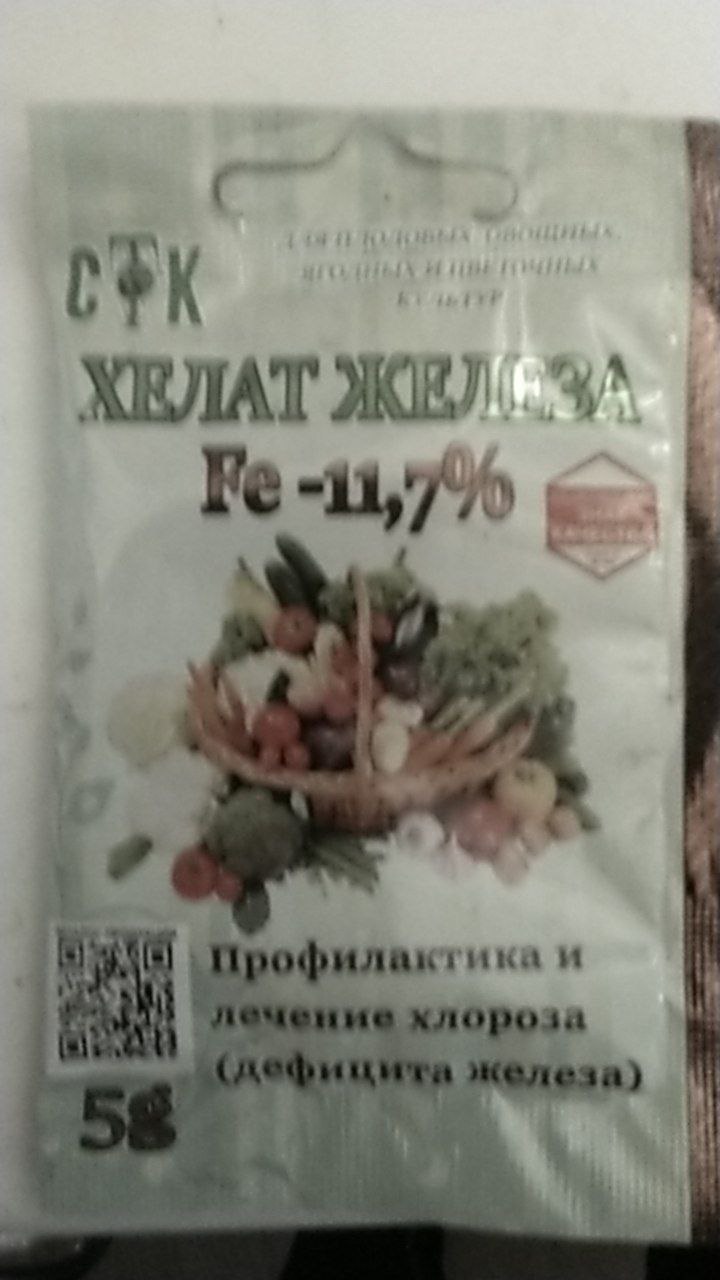 ДЛЯ ПЛОДОВЫХ, ОВОЩНЫХ,
ЯГОДНЫХ И ЦВЕТОЧНЫХ
КУЛЬТУР
СТК
ХЕЛАТ ЖЕЛЕЗА
Fe -11,7%
Профилактика и
лечение хлороза
(дефицита железа)
5g